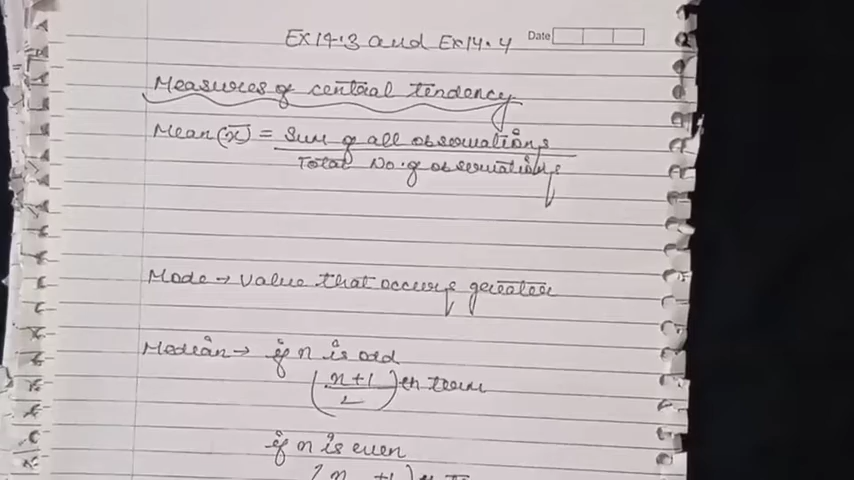 Ex14.3 and Ex14.4 Date
Measures of central tendency
Mean(x̄) = Sum of all observations
Total No. of observations
Mode → value that occurs greater
Median → if n is odd
(n+1
2)th term
if n is even